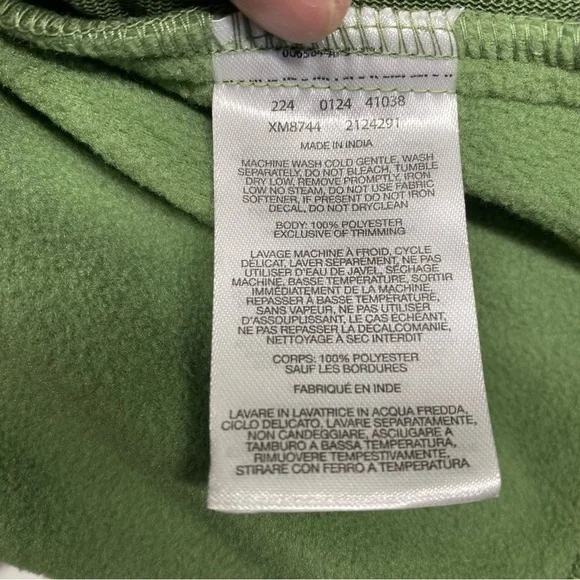 224 0124 41038
XM8744 2124291
MADE IN INDIA
MACHINE WASH COLD GENTLE, WASH
SEPARATELY, DO NOT BLEACH, TUMBLE
DRY LOW, REMOVE PROMPTLY, IRON
LOW NO STEAM, DO NOT USE FABRIC
SOFTENER, IF PRESENT DO NOT IRON
DECAL, DO NOT DRYCLEAN
BODY: 100% POLYESTER
EXCLUSIVE OF TRIMMING
LAVAGE MACHINE À FROID, CYCLE
DÉLICAT, LAVER SÉPARÉMENT, NE PAS
UTILISER D'EAU DE JAVEL, SÉCHAGE
MACHINE, BASSE TEMPÉRATURE, SORTIR
IMMÉDIATEMENT DE LA MACHINE,
REPASSER À BASSE TEMPÉRATURE,
SANS VAPEUR, NE PAS UTILISER
D'ASSOUPLISSANT, LE CAS ÉCHÉANT,
NE PAS REPASSER LA DÉCALCOMANIE,
NETTOYAGE À SEC INTERDIT
CORPS: 100% POLYESTER
SAUF LES BORDURES
FABRIQUÉ EN INDE
LAVARE IN LAVATRICE IN ACQUA FREDDA,
CICLO DELICATO, LAVARE SEPARATAMENTE,
NON CANDEGGIARE, ASCIUGARE A
TAMBURO A BASSA TEMPERATURA,
RIMUOVERE TEMPESTIVAMENTE,
STIRARE CON FERRO A TEMPERATURA